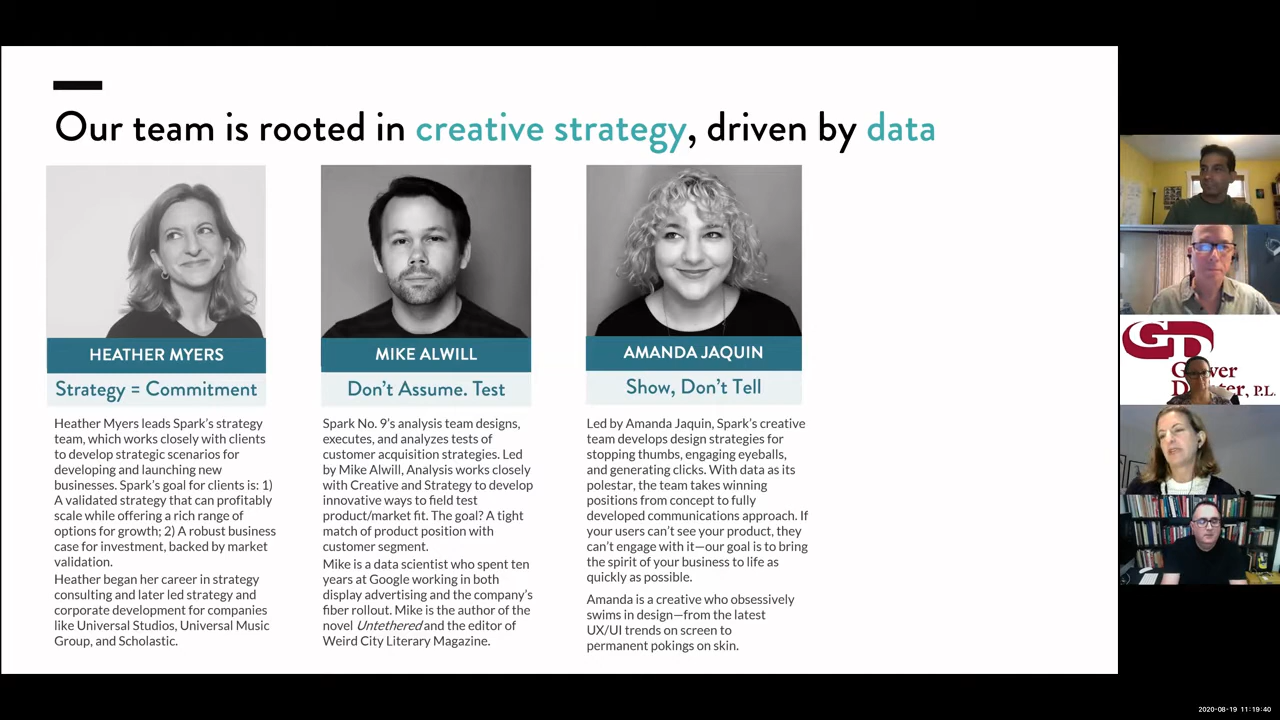 Our team is rooted in creative strategy, driven by data
HEATHER MYERS
Strategy = Commitment
Heather Myers leads Spark's strategy
team, which works closely with clients
to develop strategic scenarios for
developing and launching new
businesses. Spark's goal for clients is: 1)
A validated strategy that can profitably
scale while offering a rich range of
options for growth; 2) A robust business
case for investment, backed by market
validation.
Heather began her career in strategy
consulting and later led strategy and
corporate development for companies
like Universal Studios, Universal Music
Group, and Scholastic.
MIKE ALWILL
Don't Assume. Test
Spark No. 9's analysis team designs,
executes, and analyzes tests of
customer acquisition strategies. Led
by Mike Alwill, Analysis works closely
with Creative and Strategy to develop
innovative ways to field test
product/market fit. The goal? A tight
match of product position with
customer segment.
Mike is a data scientist who spent ten
years at Google working in both
display advertising and the company's
fiber rollout. Mike is the author of the
novel Untethered and the editor of
Weird City Literary Magazine.
AMANDA JAQUIN
Show, Don't Tell
Led by Amanda Jaquin, Spark's creative
team develops design strategies for
stopping thumbs, engaging eyeballs,
and generating clicks. With data as its
polestar, the team takes winning
positions from concept to fully
developed communications approach. If
your users can't see your product, they
can't engage with it—our goal is to bring
the spirit of your business to life as
quickly as possible.
Amanda is a creative who obsessively
swims in design—from the latest
UX/UI trends on screen to
permanent pokings on skin.
GD
, P.L.
2020-08-19 11:19:40